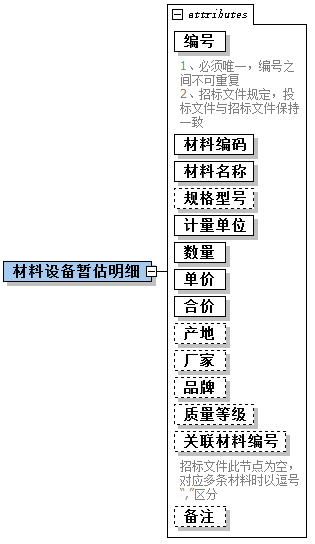 attributes
编号
1、必须唯一，编号之
间不可重复
2、招标文件规定，投
标文件与招标文件保持
一致
材料编码
材料名称
规格型号
计量单位
数量
材料设备暂估明细
单价
合价
产地
厂家
品牌
质量等级
关联材料编号
招标文件此节点为空，
对应多条材料时以逗号
“,”区分
备注